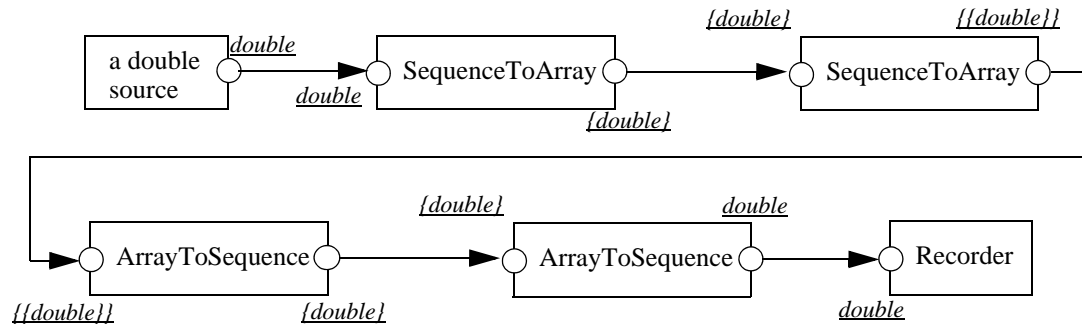 {double}
{{double}}
double
a double
source
SequenceToArray
SequenceToArray
double
{double}
{double}
double
ArrayToSequence
ArrayToSequence
Recorder
{{double}}
{double}
double